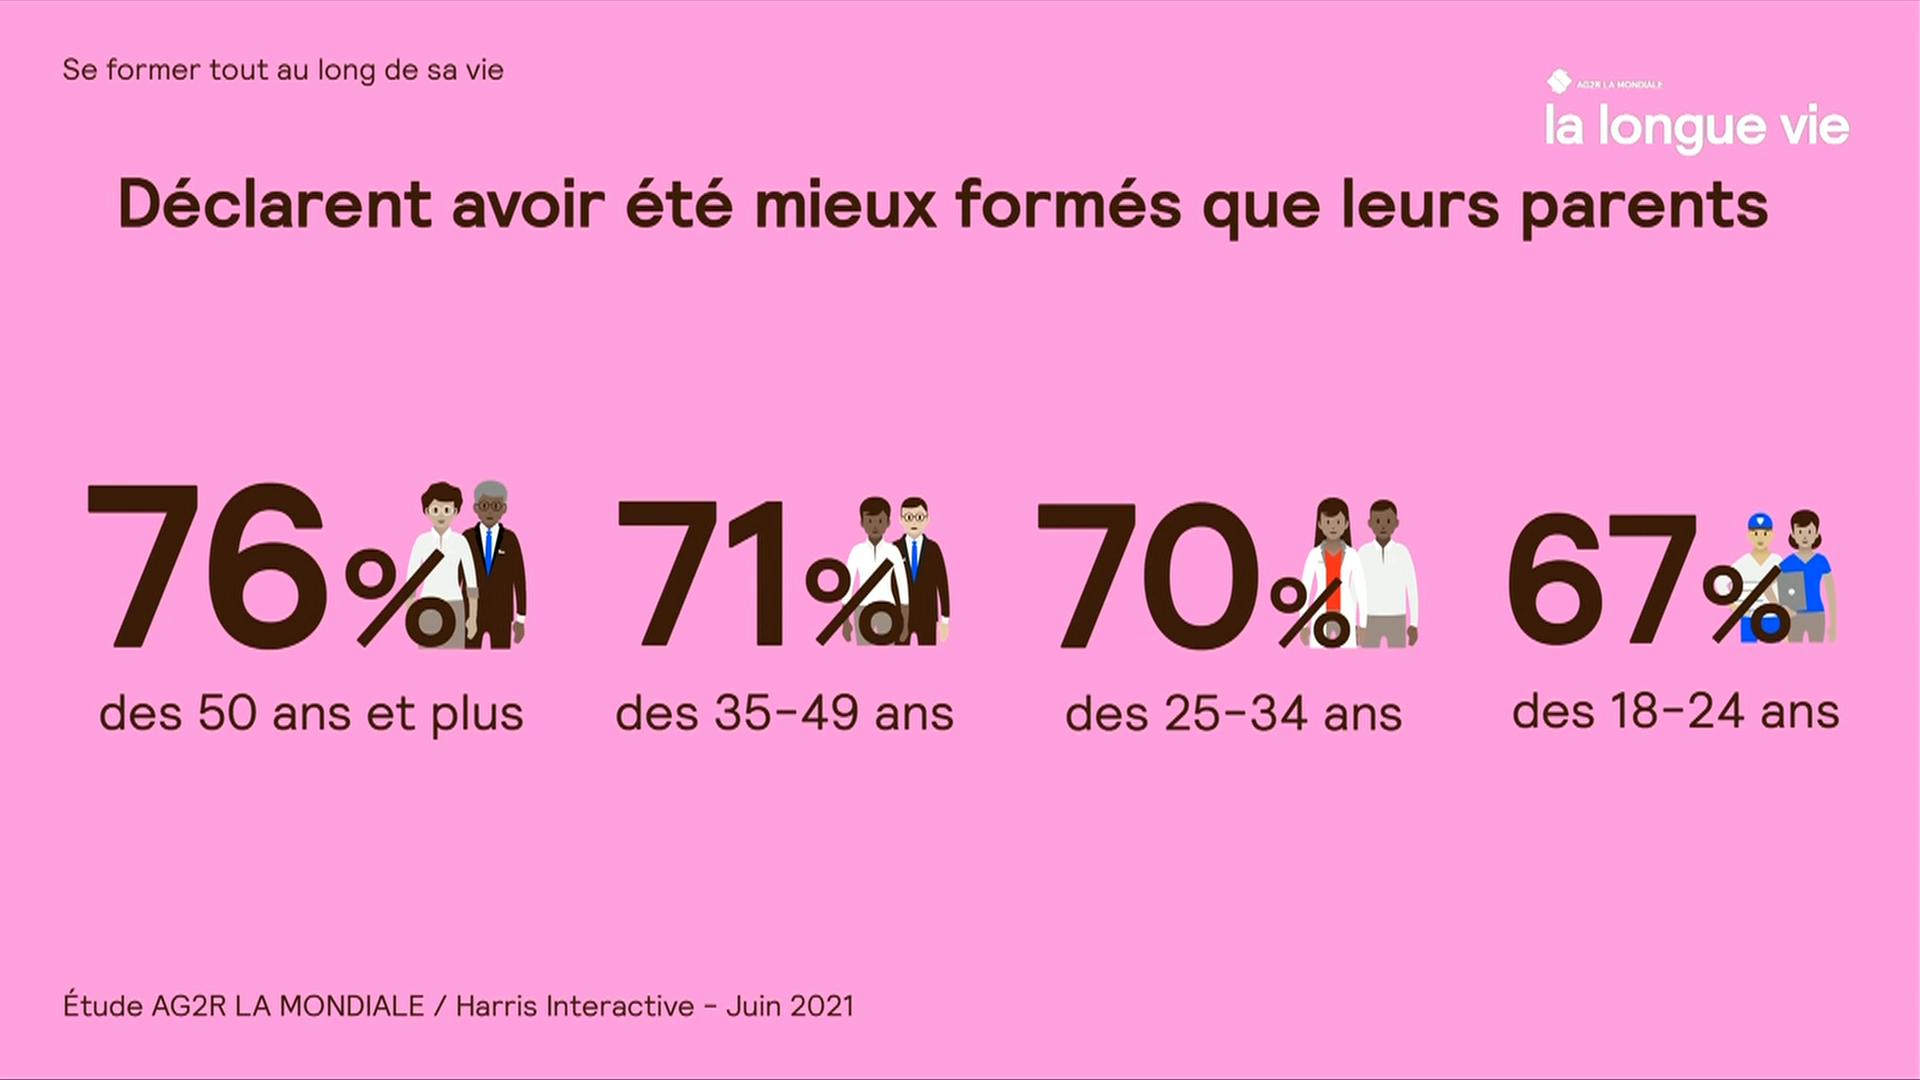 Se former tout au long de sa vie
AG2R LA MONDIALE
la longue vie
Déclarent avoir été mieux formés que leurs parents
76%
des 50 ans et plus
71%
des 35-49 ans
70%
des 25-34 ans
67%
des 18-24 ans
Étude AG2R LA MONDIALE / Harris Interactive - Juin 2021